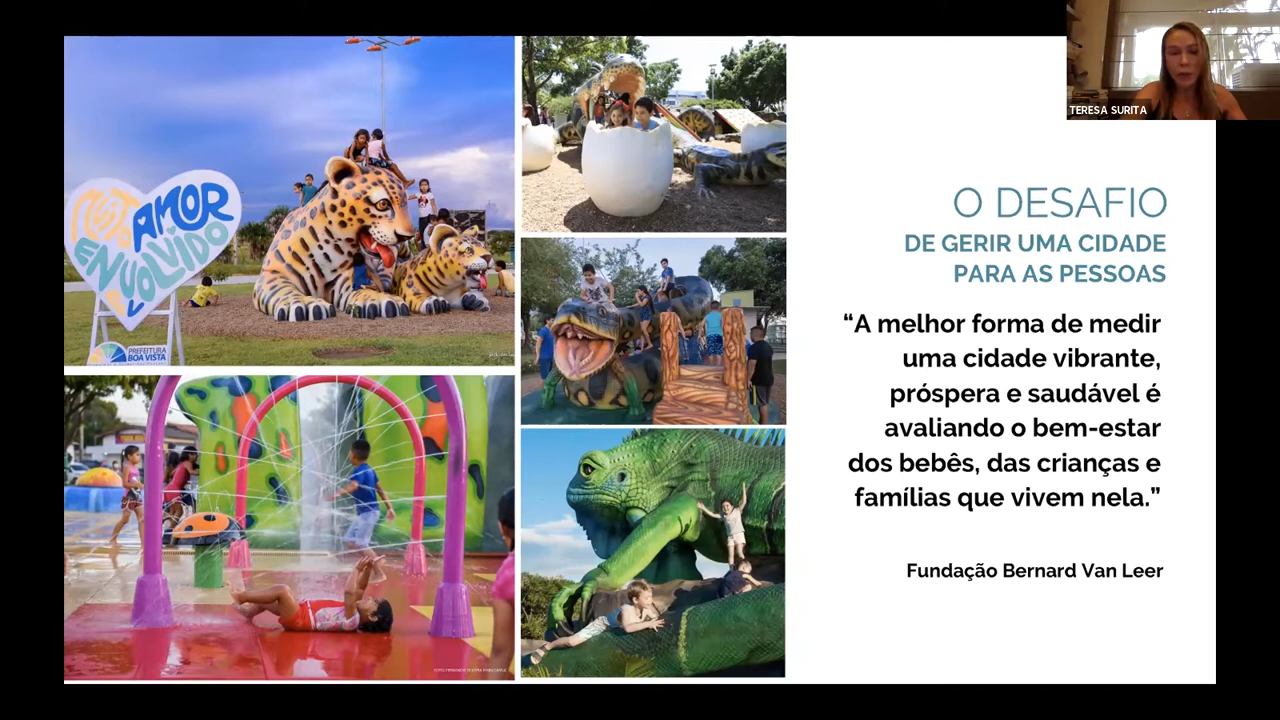 TERESA SURITA
O DESAFIO
DE GERIR UMA CIDADE
PARA AS PESSOAS
“A melhor forma de medir
uma cidade vibrante,
próspera e saudável é
avaliando o bem-estar
dos bebês, das crianças e
famílias que vivem nela.”
Fundação Bernard Van Leer
AMOR
ENVOLVIDO
PREFEITURA
BOA VISTA